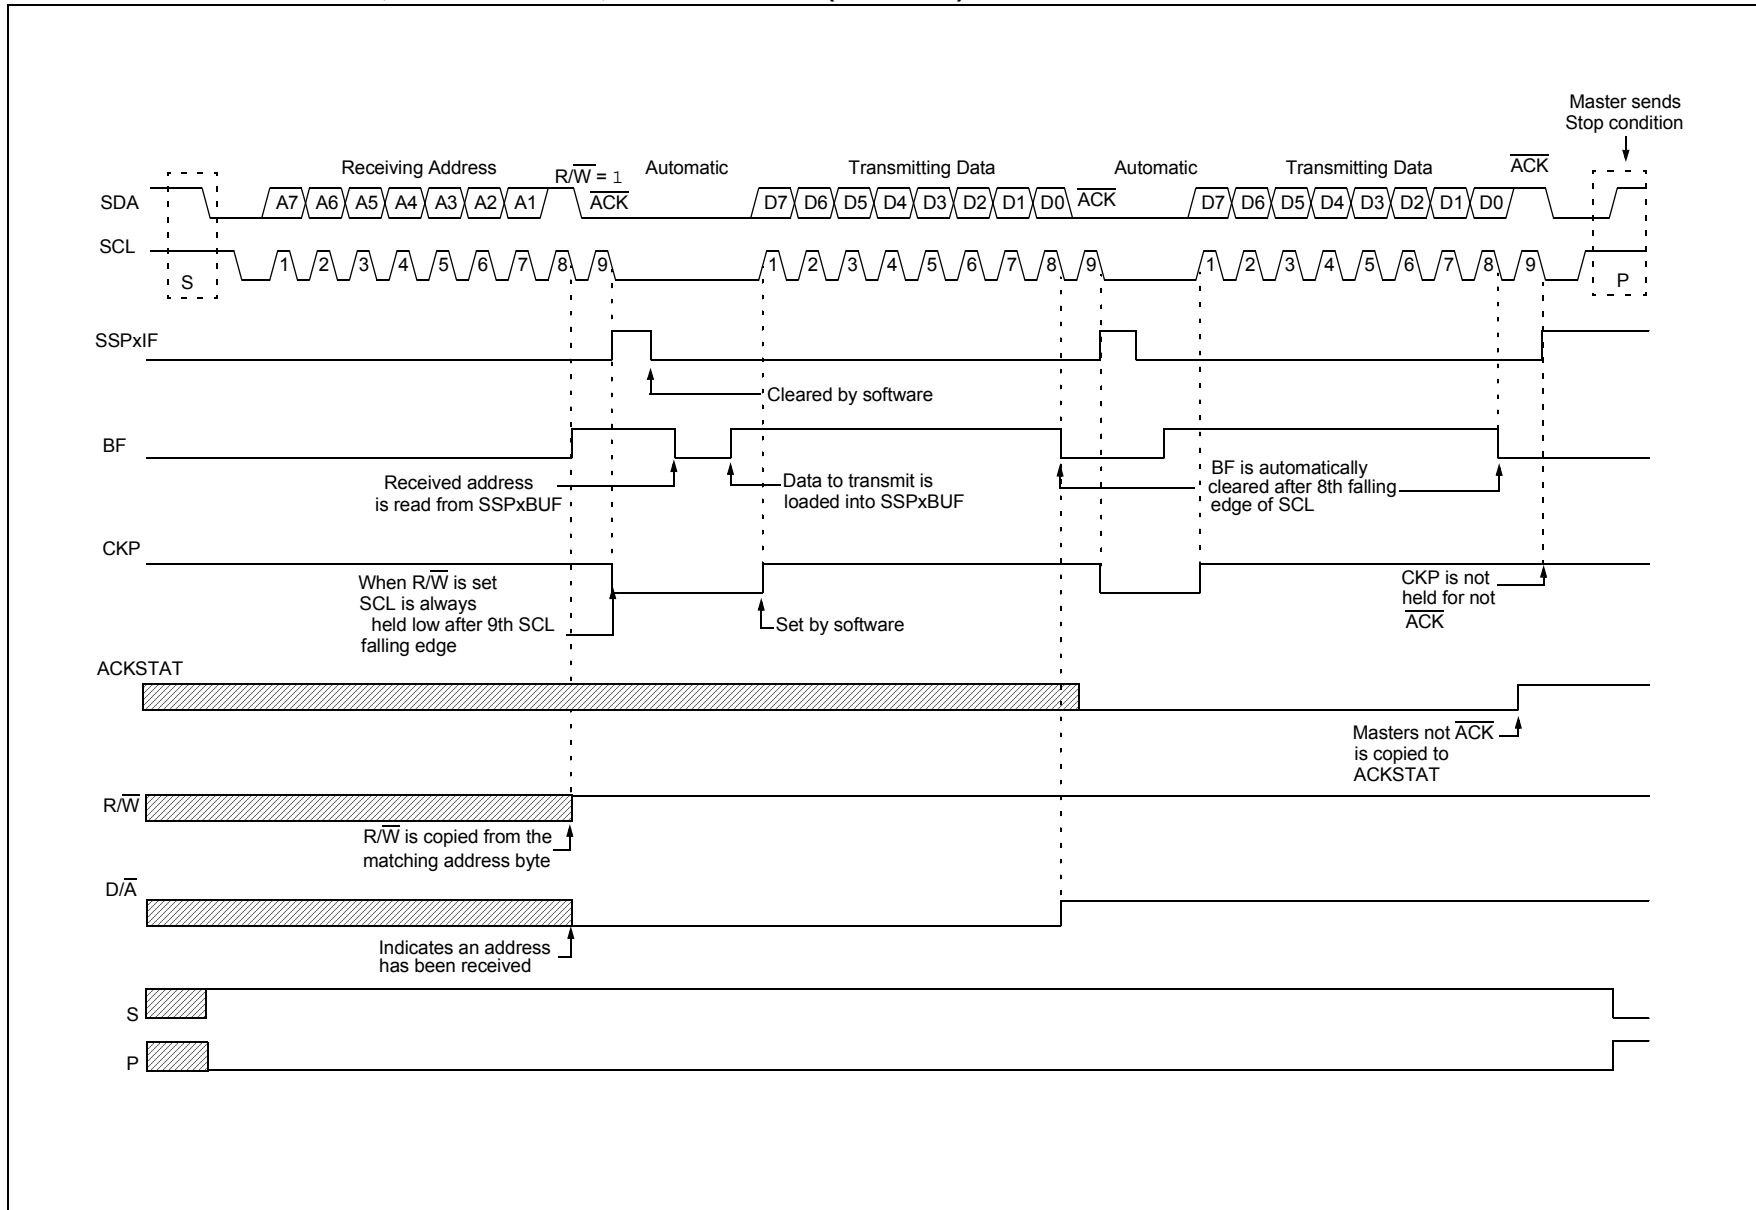 Master sends
Stop condition
Receiving Address
R/W̅ = 1
Automatic
Transmitting Data
Automatic
Transmitting Data
A̅C̅K̅
SDA
A7 A6 A5 A4 A3 A2 A1
A̅C̅K̅
D7 D6 D5 D4 D3 D2 D1 D0
A̅C̅K̅
D7 D6 D5 D4 D3 D2 D1 D0
SCL
1 2 3 4 5 6 7 8 9
1 2 3 4 5 6 7 8 9
1 2 3 4 5 6 7 8 9
S
P
SSPxIF
Cleared by software
BF
Received address
is read from SSPxBUF
Data to transmit is
loaded into SSPxBUF
BF is automatically
cleared after 8th falling
edge of SCL
CKP
When R/W̅ is set
SCL is always
held low after 9th SCL
falling edge
Set by software
CKP is not
held for not
A̅C̅K̅
ACKSTAT
Masters not A̅C̅K̅
is copied to
ACKSTAT
R/W̅
R/W̅ is copied from the
matching address byte
D/A̅
Indicates an address
has been received
S
P